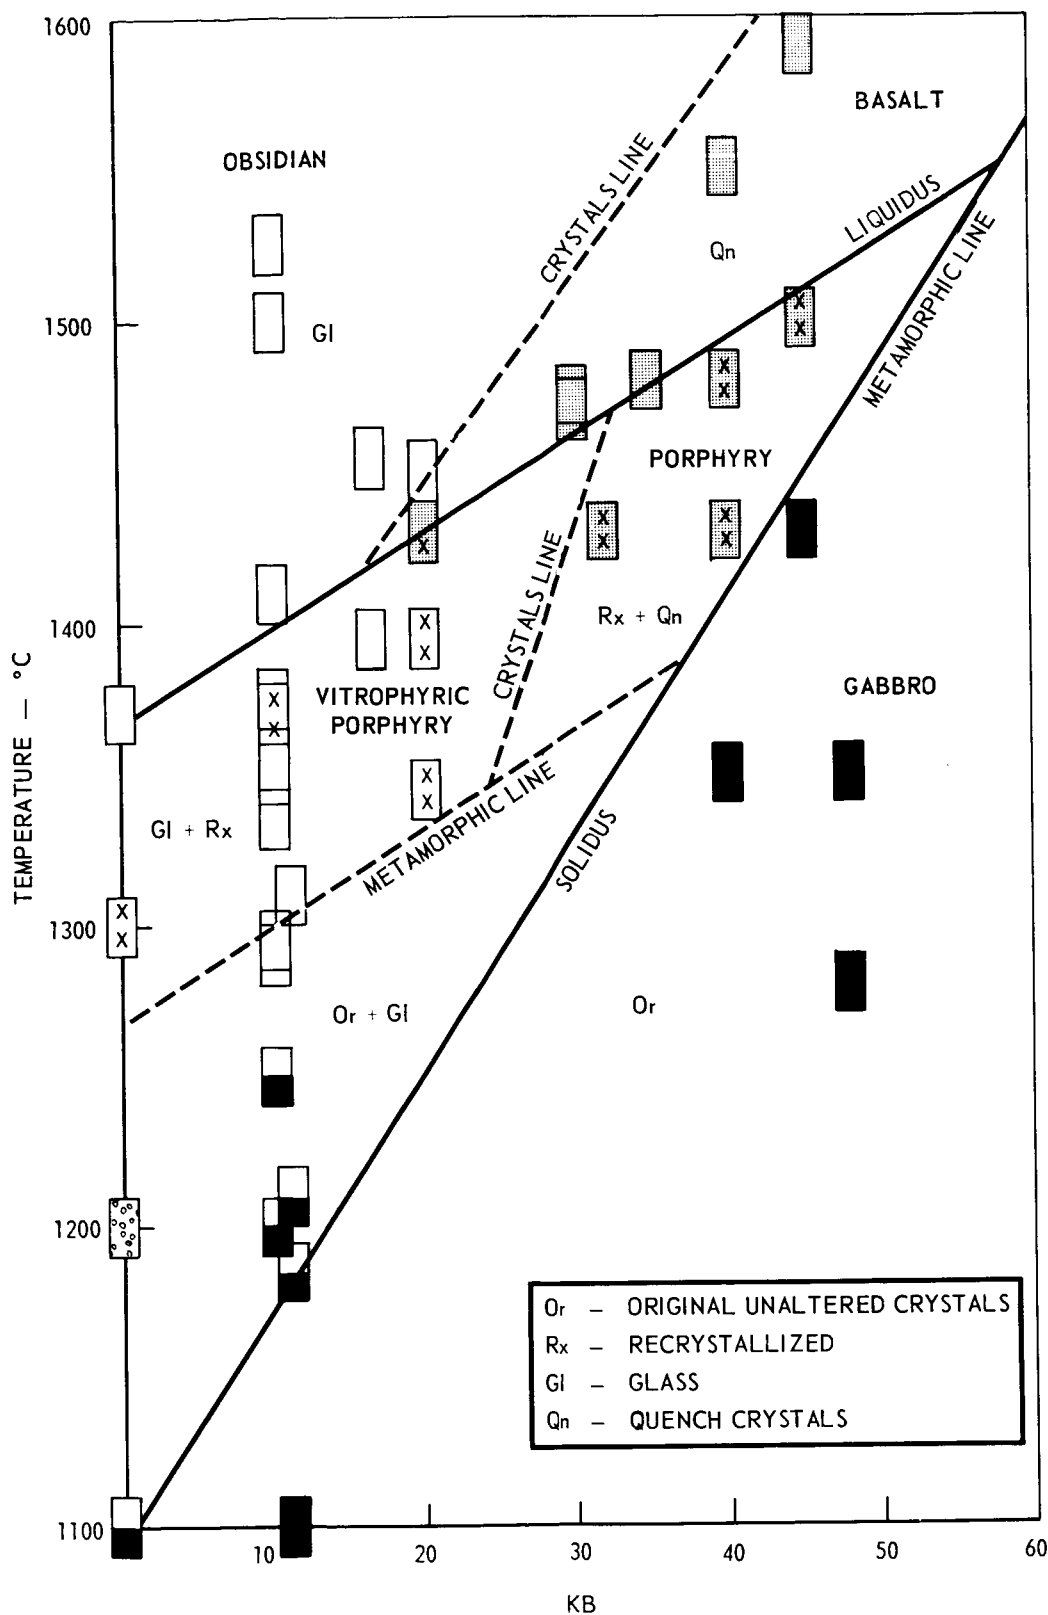 1600
BASALT
OBSIDIAN
CRYSTALS LINE
LIQUIDUS
METAMORPHIC LINE
Qn
1500
Gl
PORPHYRY
CRYSTALS LINE
x
x
x
x
x
x
x
x
x
x
x
x
x
Rx + Qn
1400
VITROPHYRIC
PORPHYRY
GABBRO
x
x
x
x
METAMORPHIC LINE
Gl + Rx
SOLIDUS
TEMPERATURE — °C
x
x
1300
Or + Gl
Or
1200
Or – ORIGINAL UNALTERED CRYSTALS
Rx – RECRYSTALLIZED
Gl – GLASS
Qn – QUENCH CRYSTALS
1100
10 20 30 40 50 60
KB